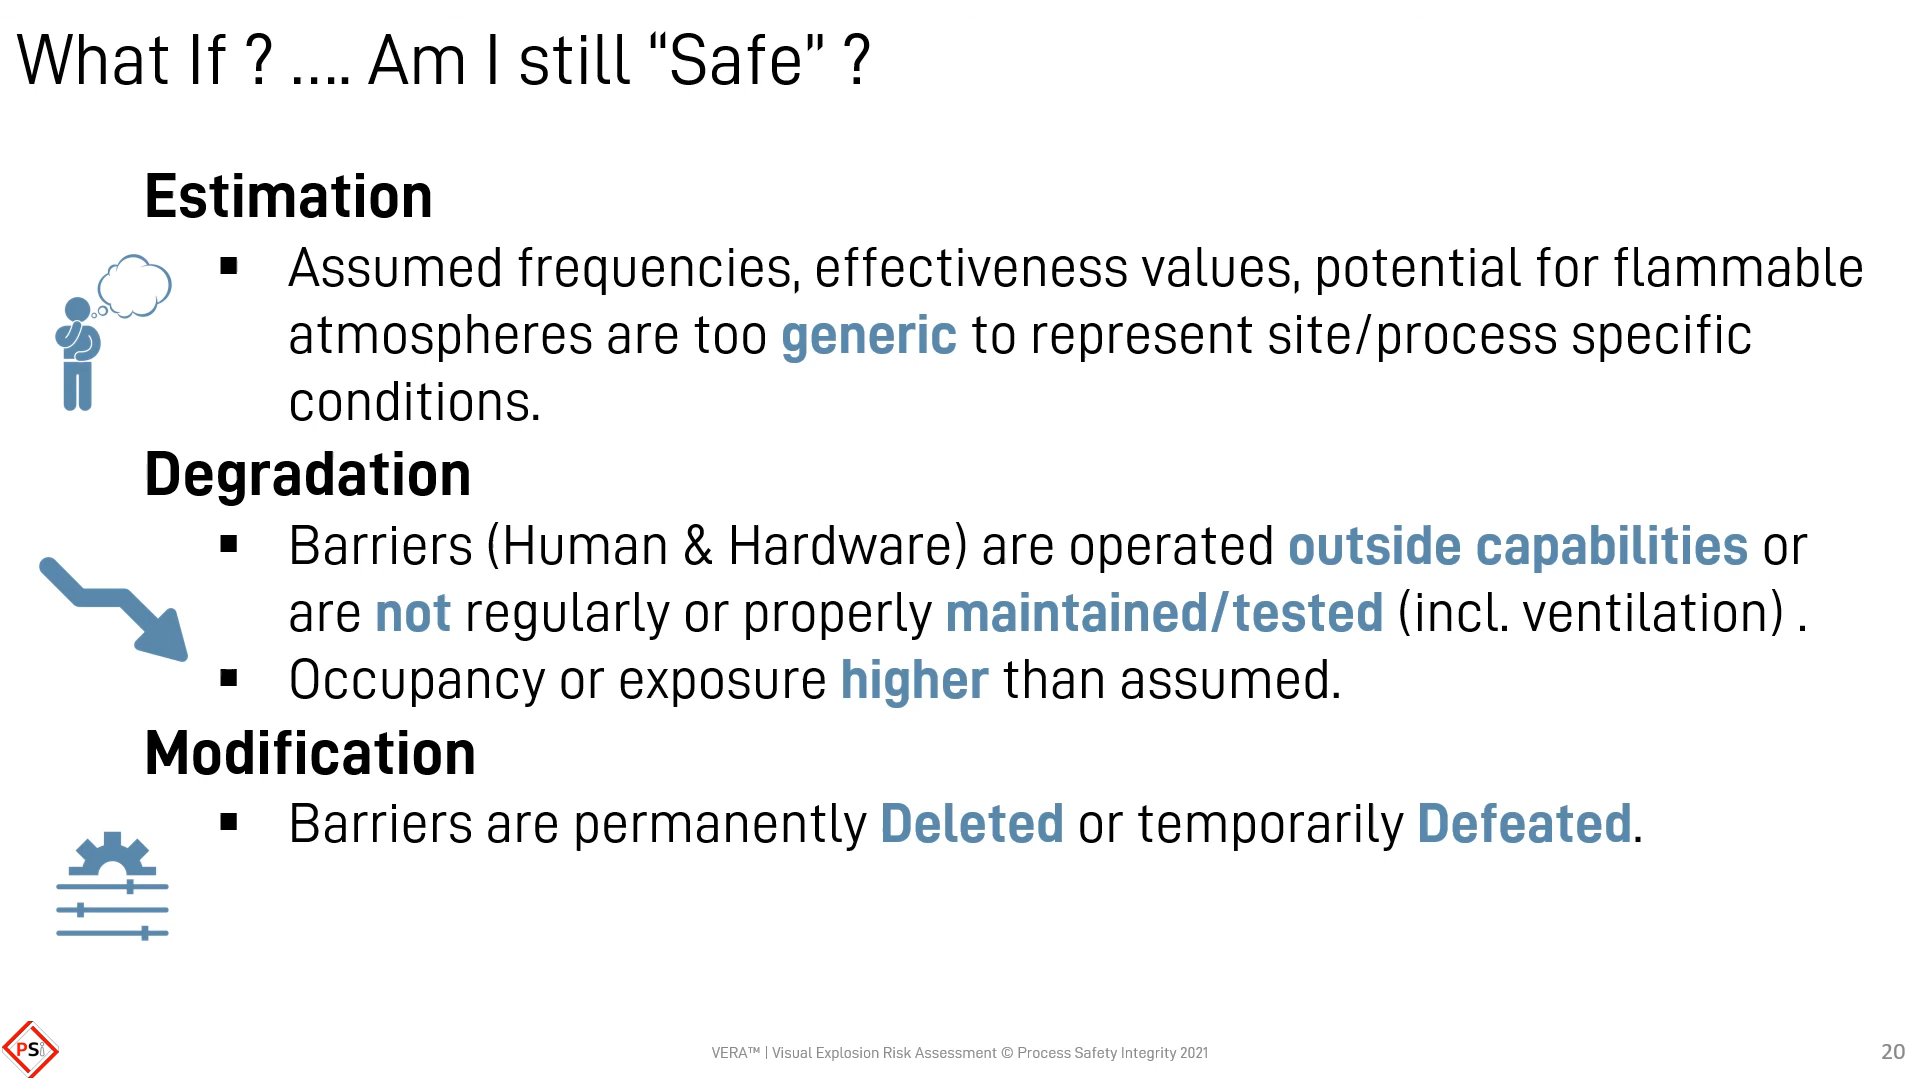 What If ? .... Am I still “Safe” ?
Estimation
▪ Assumed frequencies, effectiveness values, potential for flammable
atmospheres are too generic to represent site/process specific
conditions.
Degradation
▪ Barriers (Human & Hardware) are operated outside capabilities or
are not regularly or properly maintained/tested (incl. ventilation) .
▪ Occupancy or exposure higher than assumed.
Modification
▪ Barriers are permanently Deleted or temporarily Defeated.
PSi
VERA™ | Visual Explosion Risk Assessment © Process Safety Integrity 2021
20